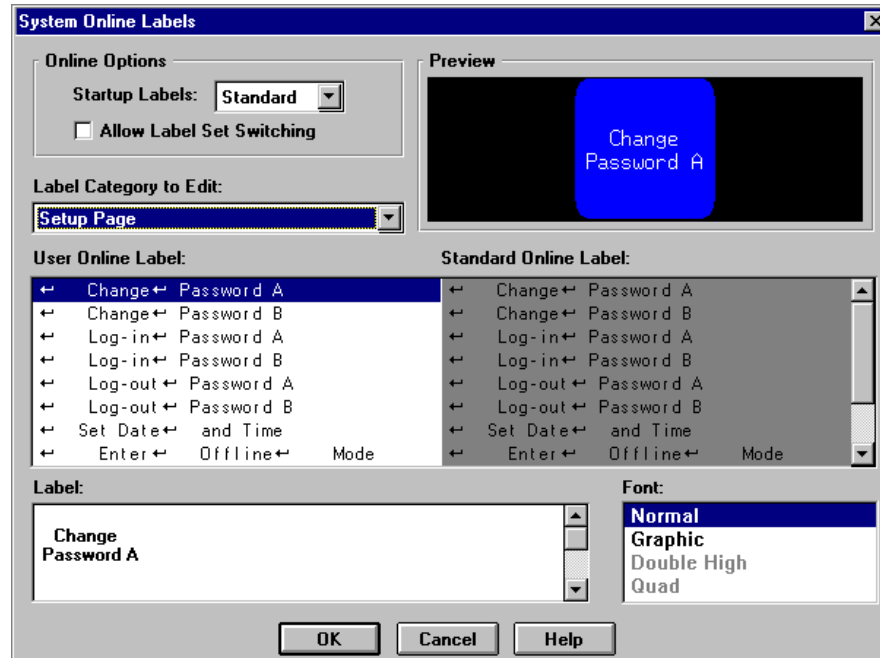 System Online Labels
Online Options
Startup Labels: Standard
Allow Label Set Switching
Preview
Change
Password A
Label Category to Edit:
Setup Page
User Online Label: Standard Online Label:
↵ Change↵ Password A ↵ Change↵ Password A
↵ Change↵ Password B ↵ Change↵ Password B
↵ Log-in↵ Password A ↵ Log-in↵ Password A
↵ Log-in↵ Password B ↵ Log-in↵ Password B
↵ Log-out↵ Password A ↵ Log-out↵ Password A
↵ Log-out↵ Password B ↵ Log-out↵ Password B
↵ Set Date↵ and Time ↵ Set Date↵ and Time
↵ Enter↵ Offline↵ Mode ↵ Enter↵ Offline↵ Mode
Label:
Change
Password A
Font:
Normal
Graphic
Double High
Quad
OK Cancel Help